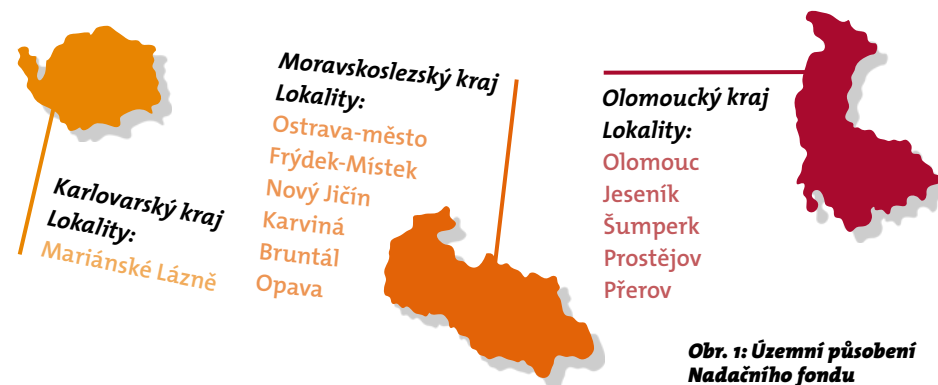 Karlovarský kraj
Lokality:
Mariánské Lázně
Moravskoslezský kraj
Lokality:
Ostrava-město
Frýdek-Místek
Nový Jičín
Karviná
Bruntál
Opava
Olomoucký kraj
Lokality:
Olomouc
Jeseník
Šumperk
Prostějov
Přerov
Obr. 1: Územní působení
Nadačního fondu